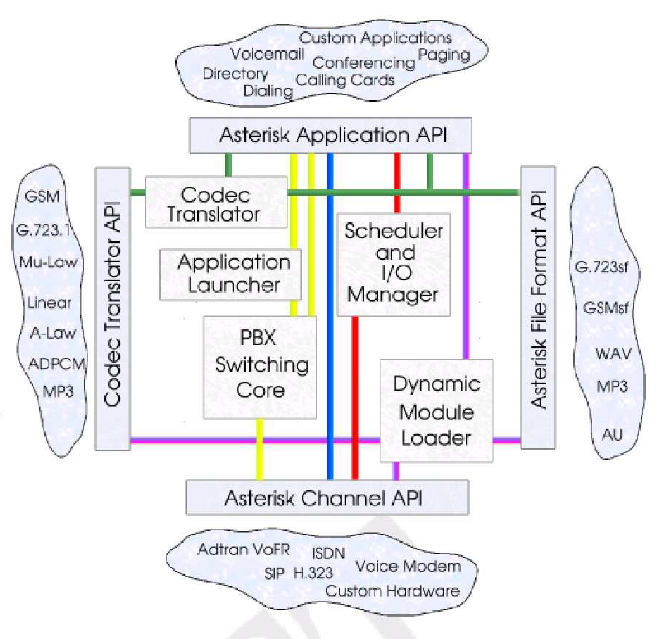 Custom Applications
Voicemail
Paging
Conferencing
Directory
Calling Cards
Dialing
Asterisk Application API
GSM
G.723.1
Mu-Law
Linear
A-Law
ADPCM
MP3
Codec Translator API
Codec
Translator
Application
Launcher
PBX
Switching
Core
Scheduler
and
I/O
Manager
Dynamic
Module
Loader
Asterisk File Format API
G.723sf
GSMsf
WAV
MP3
AU
Asterisk Channel API
Adtran VoFR
ISDN
SIP H.323
Voice Modem
Custom Hardware